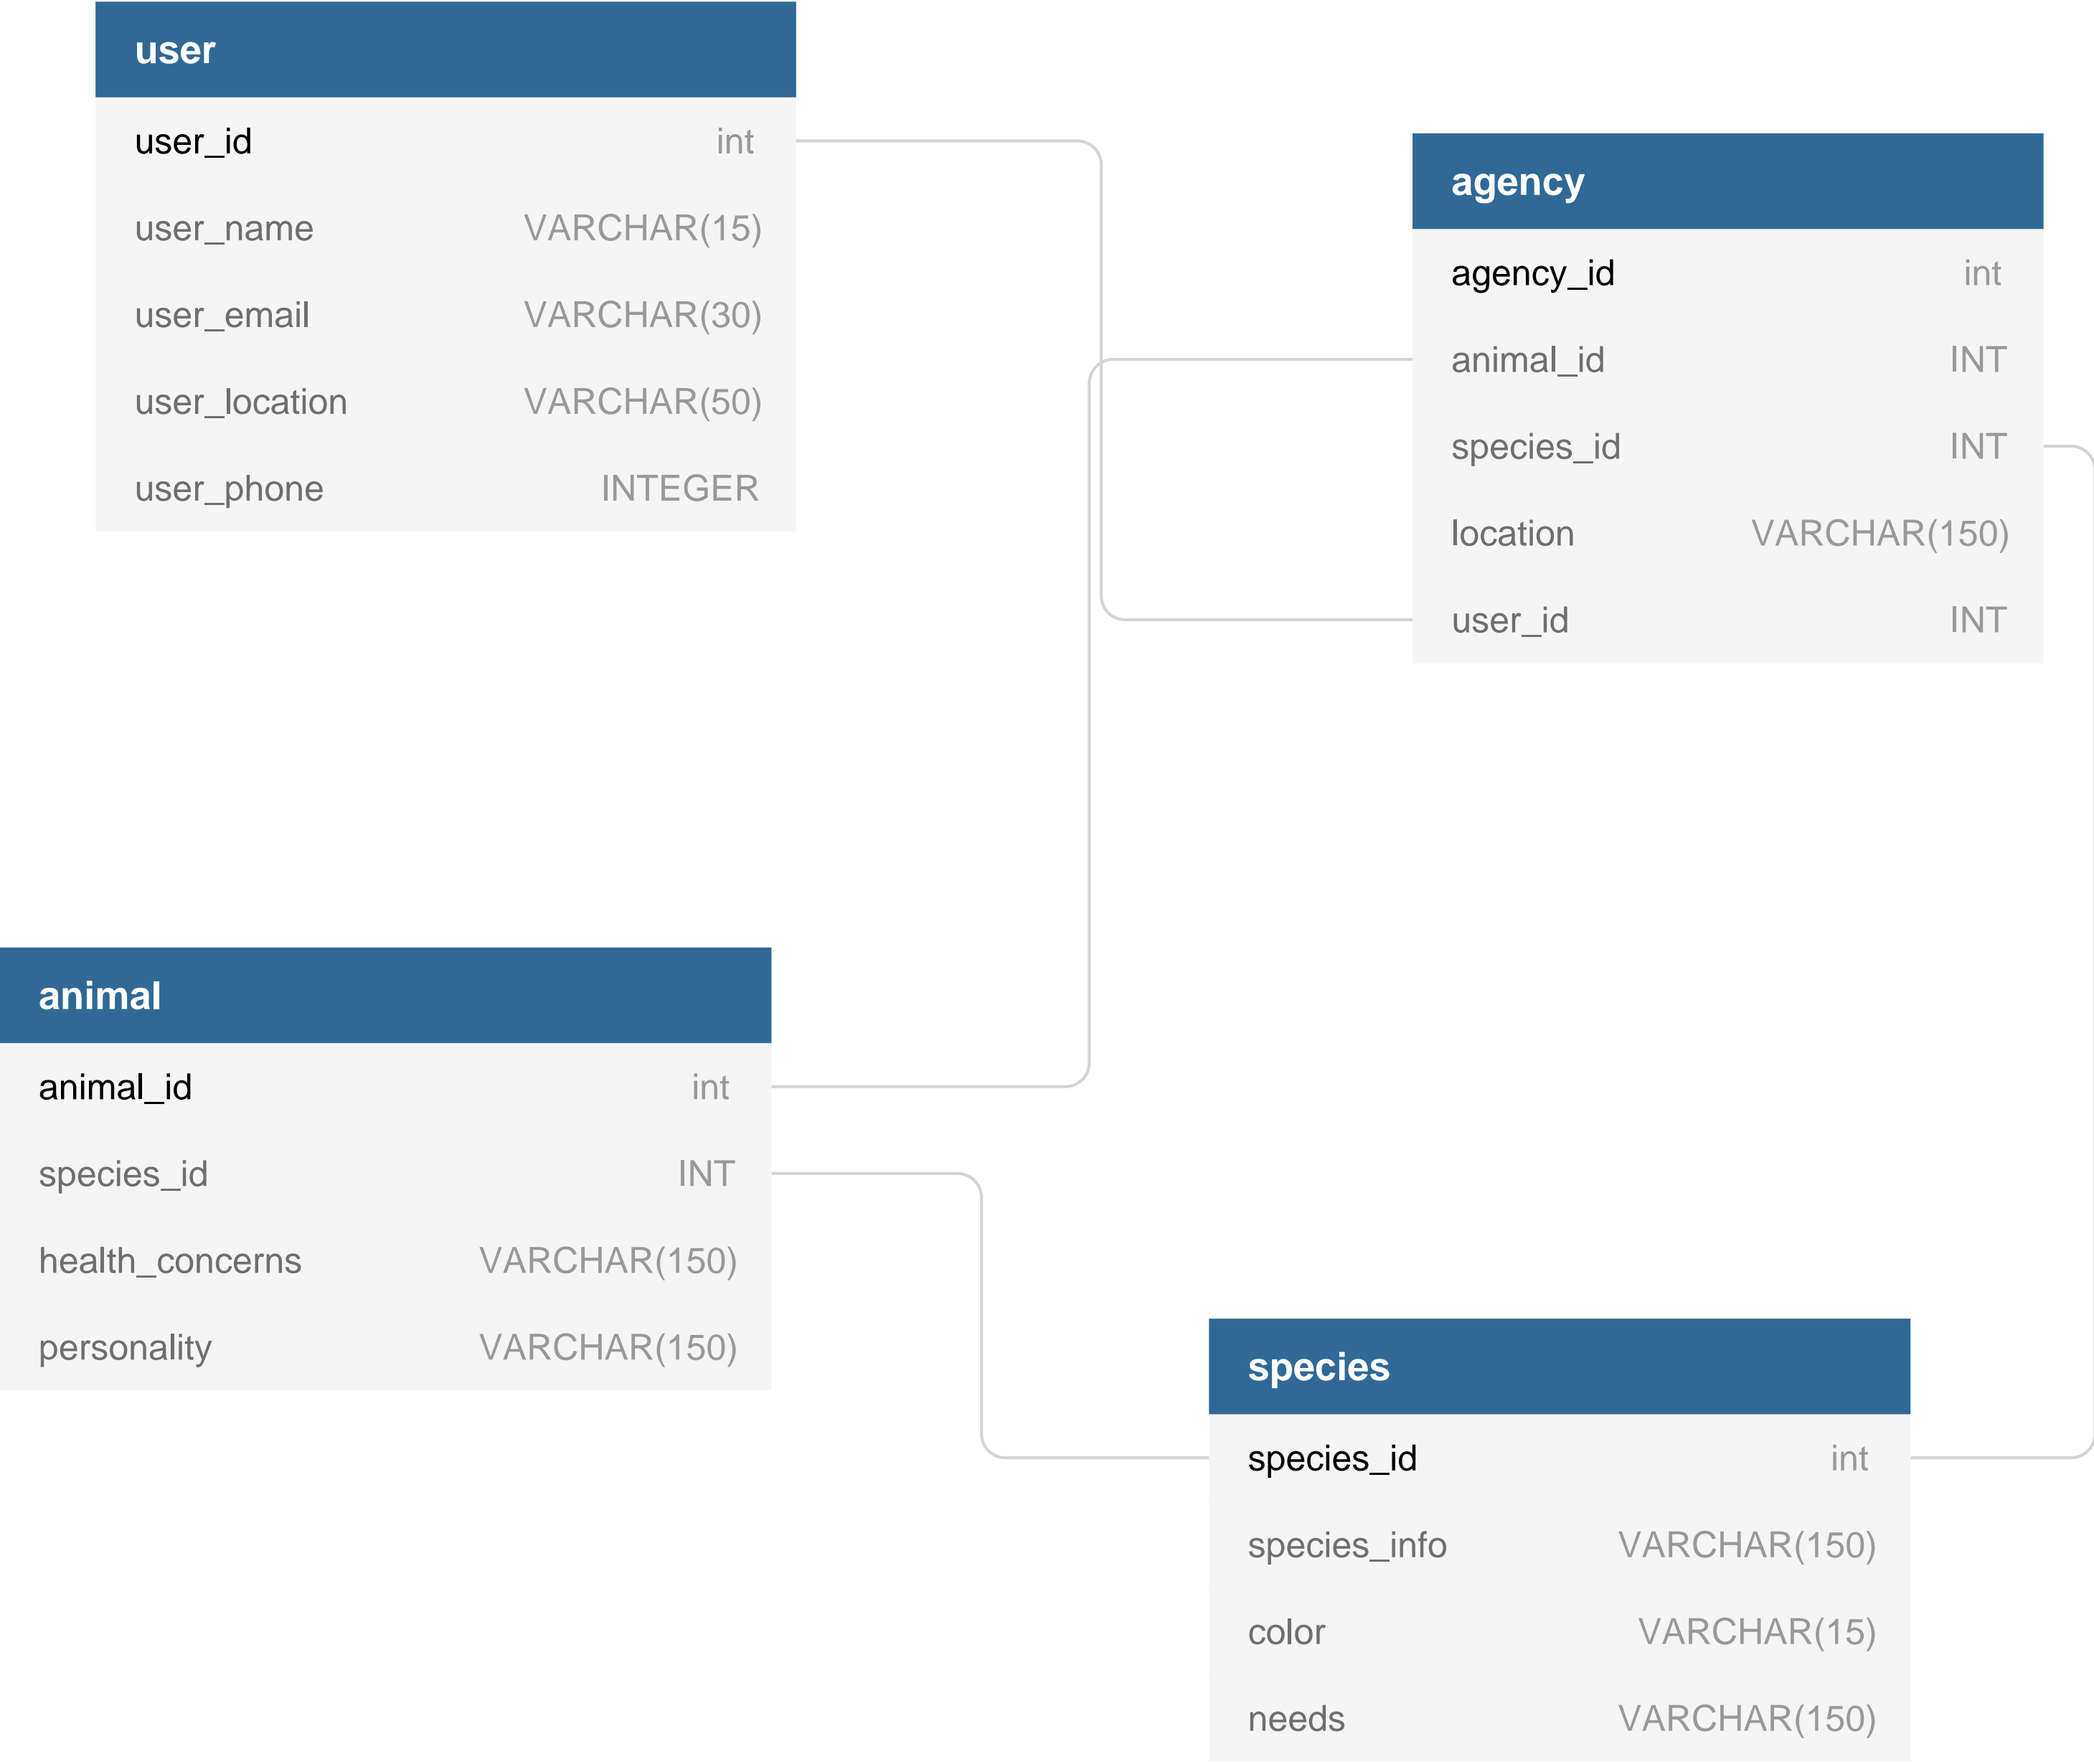 user
user_id int
user_name VARCHAR(15)
user_email VARCHAR(30)
user_location VARCHAR(50)
user_phone INTEGER
agency
agency_id int
animal_id INT
species_id INT
location VARCHAR(150)
user_id INT
animal
animal_id int
species_id INT
health_concerns VARCHAR(150)
personality VARCHAR(150)
species
species_id int
species_info VARCHAR(150)
color VARCHAR(15)
needs VARCHAR(150)